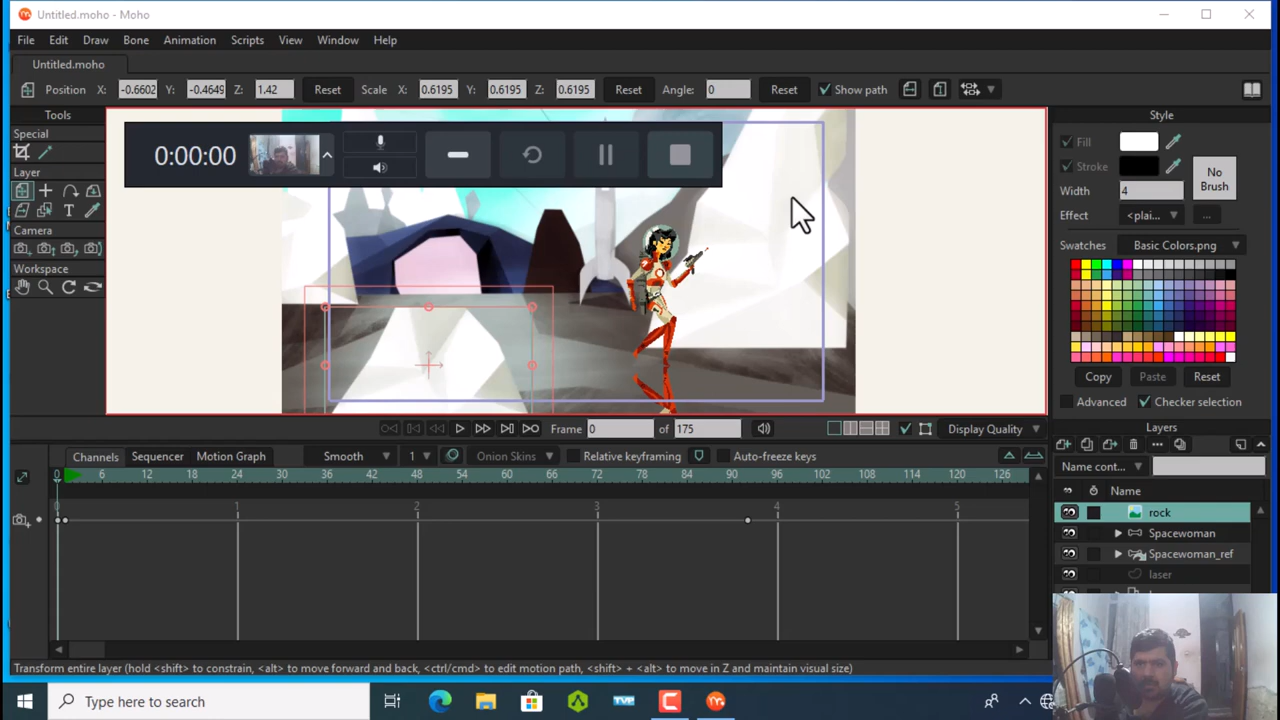 Untitled.moho - Moho
File Edit Draw Bone Animation Scripts View Window Help
Untitled.moho
Position X: -0.6602 Y: -0.4649 Z: 1.42 Reset Scale X: 0.6195 Y: 0.6195 Z: 0.6195 Reset Angle: 0 Reset Show path
Tools
Special
Layer
Camera
Workspace
0:00:00
Style
Fill
Stroke
No
Brush
Width
4
Effect
<plai...
...
Swatches Basic Colors.png
Copy Paste Reset
Advanced Checker selection
Layers
Name cont...
Name
rock
Spacewoman
Spacewoman_ref
laser
Frame 0 of 175
Display Quality
Channels Sequencer Motion Graph Smooth 1 Onion Skins Relative keyframing Auto-freeze keys
0 6 12 18 24 30 36 42 48 54 60 66 72 78 84 90 96 102 108 114 120 126
0 1 2 3 4 5
Transform entire layer (hold <shift> to constrain, <alt> to move forward and back, <ctrl/cmd> to edit motion path, <shift> + <alt> to move in Z and maintain visual size)
Type here to search
TVP